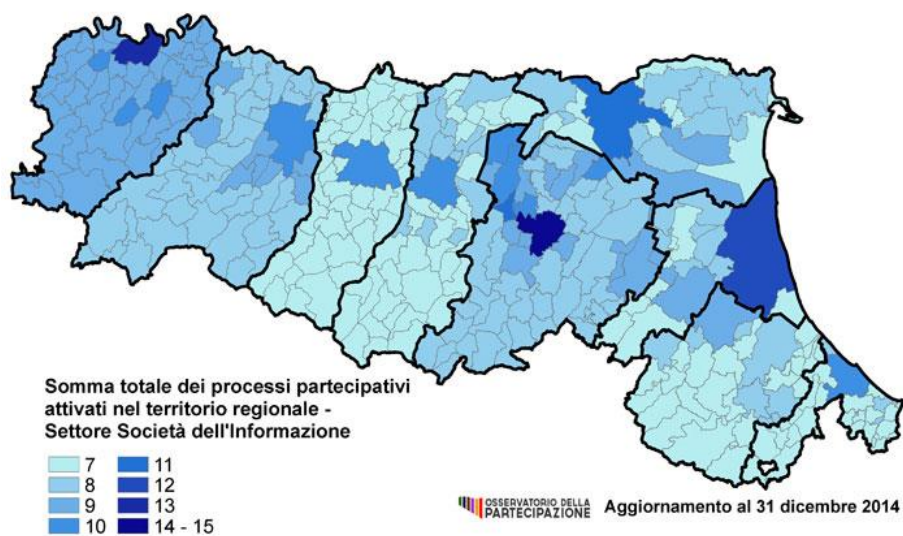 Somma totale dei processi partecipativi
attivati nel territorio regionale -
Settore Società dell'Informazione
7
8
9
10
11
12
13
14 - 15
OSSERVATORIO DELLA
PARTECIPAZIONE
Aggiornamento al 31 dicembre 2014